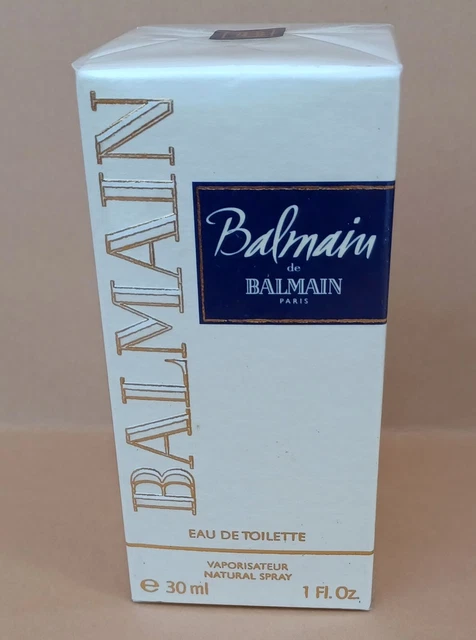 BALMAIN
Balmain
de
BALMAIN
PARIS
EAU DE TOILETTE
VAPORISATEUR
NATURAL SPRAY
e 30 ml 1 Fl. Oz.